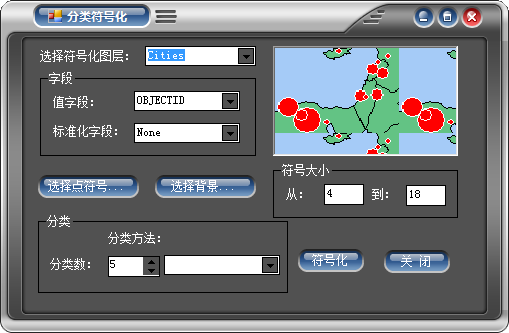 分类符号化
选择符号化图层: Cities
字段
值字段: OBJECTID
标准化字段: None
选择点符号...
选择背景...
符号大小
从: 4 到: 18
分类
分类方法:
分类数: 5
符号化
关 闭